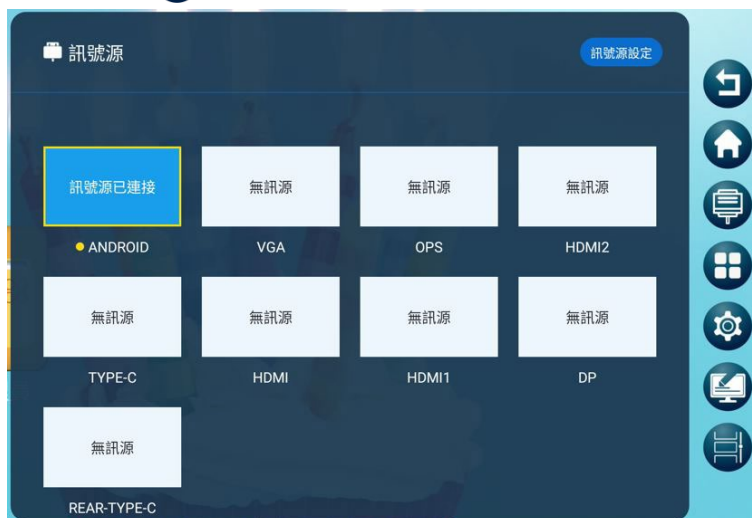 訊號源
訊號源設定
訊號源已連接
無訊源
無訊源
無訊源
ANDROID
VGA
OPS
HDMI2
無訊源
無訊源
無訊源
無訊源
TYPE-C
HDMI
HDMI1
DP
無訊源
REAR-TYPE-C